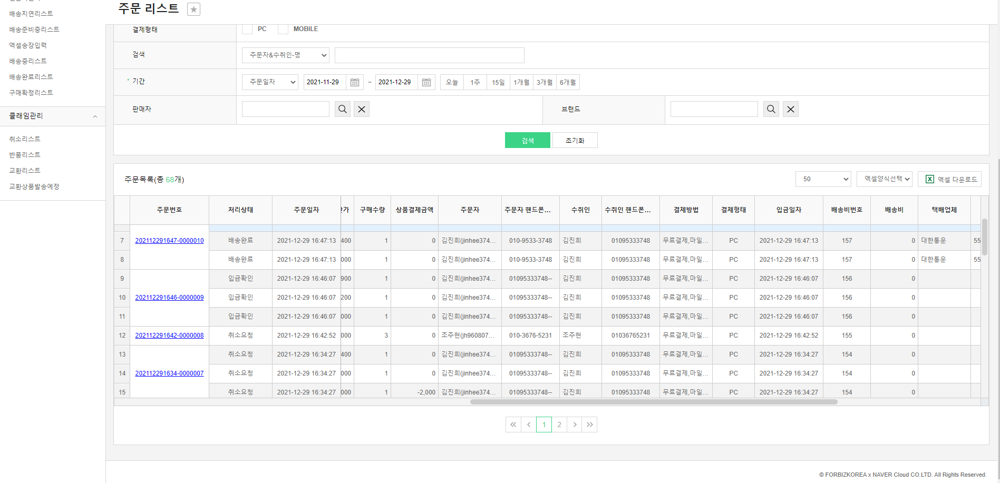 주문 리스트
배송지연리스트
배송준비중리스트
엑셀송장입력
배송중리스트
배송완료리스트
구매확정리스트
클래임관리
취소리스트
반품리스트
교환리스트
교환상품발송예정
결제형태 PC MOBILE
검색 주문자&수취인-명
* 기간 주문일자 2021-11-29 ~ 2021-12-29 오늘 1주 15일 1개월 3개월 6개월
판매자 브랜드
검색 초기화
주문목록(총 68개) 50 엑셀양식선택 엑셀 다운로드
주문번호 처리상태 주문일자 가 구매수량 상품결제금액 주문자 주문자 핸드폰... 수취인 수취인 핸드폰... 결제방법 결제형태 입금일자 배송비번호 배송비 택배업체
7 202112291647-0000010 배송완료 2021-12-29 16:47:13 400 1 0 김진희(jinhee374... 010-9533-3748 김진희 01095333748 무료결제,마일... PC 2021-12-29 16:47:13 157 0 대한통운 55
8 배송완료 2021-12-29 16:47:13 000 1 0 김진희(jinhee374... 010-9533-3748 김진희 01095333748 무료결제,마일... PC 2021-12-29 16:47:13 157 0 대한통운 55
9 입금확인 2021-12-29 16:46:07 900 1 0 김진희(jinhee374... 01095333748-- 김진희 01095333748 무료결제,마일... PC 2021-12-29 16:46:07 156 0
10 202112291646-0000009 입금확인 2021-12-29 16:46:07 200 1 0 김진희(jinhee374... 01095333748-- 김진희 01095333748 무료결제,마일... PC 2021-12-29 16:46:07 156 0
11 입금확인 2021-12-29 16:46:07 000 1 0 김진희(jinhee374... 01095333748-- 김진희 01095333748 무료결제,마일... PC 2021-12-29 16:46:07 156 0
12 202112291642-0000008 취소요청 2021-12-29 16:42:52 000 3 0 조주현(jh960807... 010-3676-5231 조주현 01036765231 무료결제,마일... PC 2021-12-29 16:42:52 155 0
13 취소요청 2021-12-29 16:34:27 400 1 0 김진희(jinhee374... 01095333748-- 김진희 01095333748 무료결제,마일... PC 2021-12-29 16:34:27 154 0
14 202112291634-0000007 취소요청 2021-12-29 16:34:27 000 1 0 김진희(jinhee374... 01095333748-- 김진희 01095333748 무료결제,마일... PC 2021-12-29 16:34:27 154 0
15 취소요청 2021-12-29 16:34:27 000 1 -2,000 김진희(jinhee374... 01095333748-- 김진희 01095333748 무료결제,마일... PC 2021-12-29 16:34:27 154 0
1 2
© FORBIZKOREA x NAVER Cloud CO.LTD. All Rights Reserved.